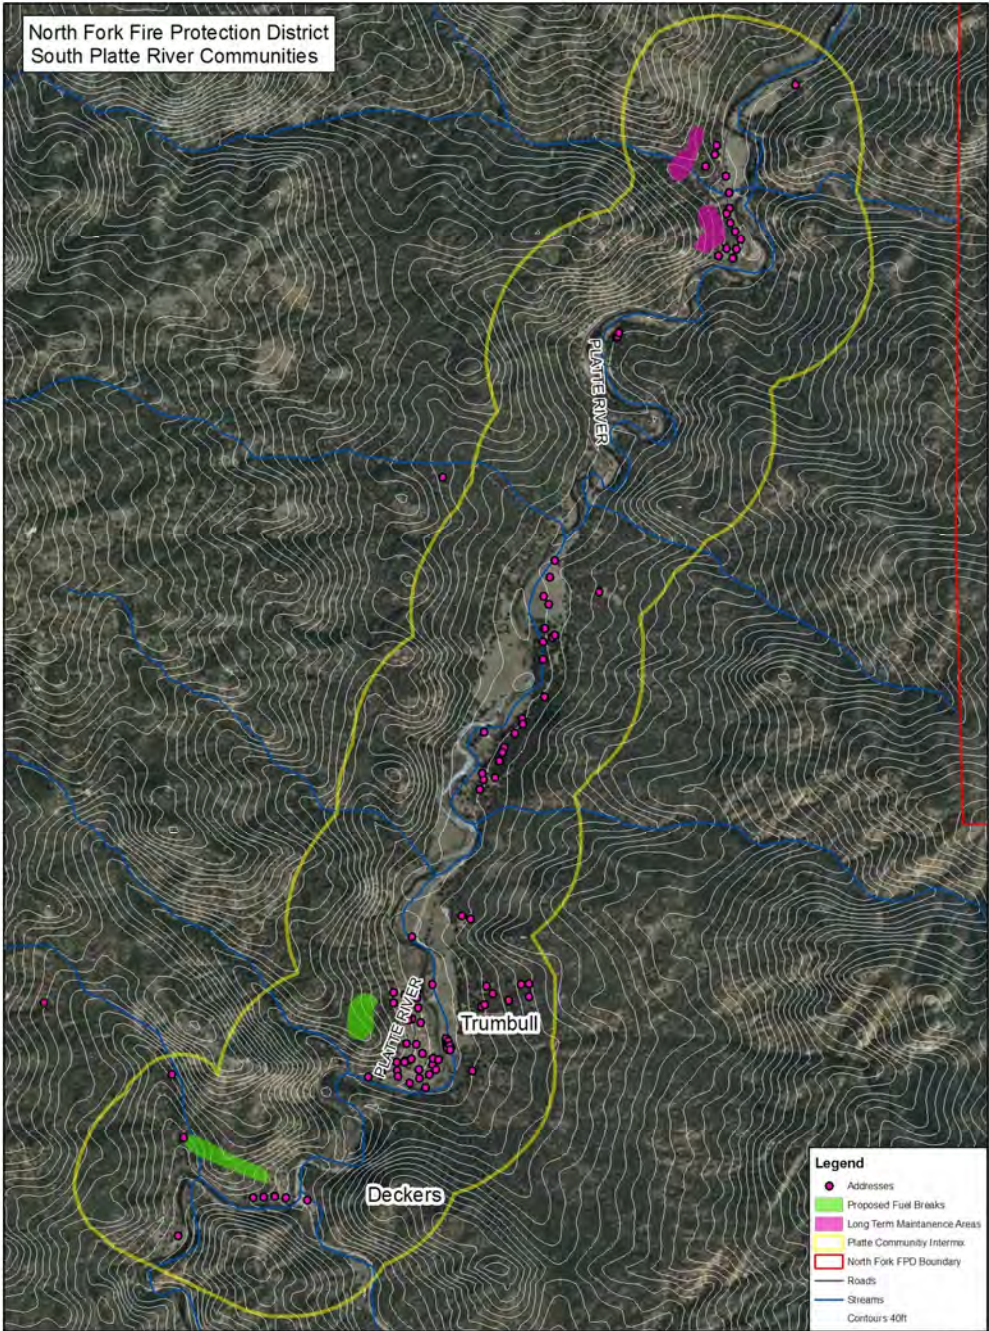 North Fork Fire Protection District
South Platte River Communities
PLATTE RIVER
PLATTE RIVER
Trumbull
Deckers
Legend
Addresses
Proposed Fuel Breaks
Long Term Maintanence Areas
Platte Communitiy Intermix
North Fork FPD Boundary
Roads
Streams
Contours 40ft